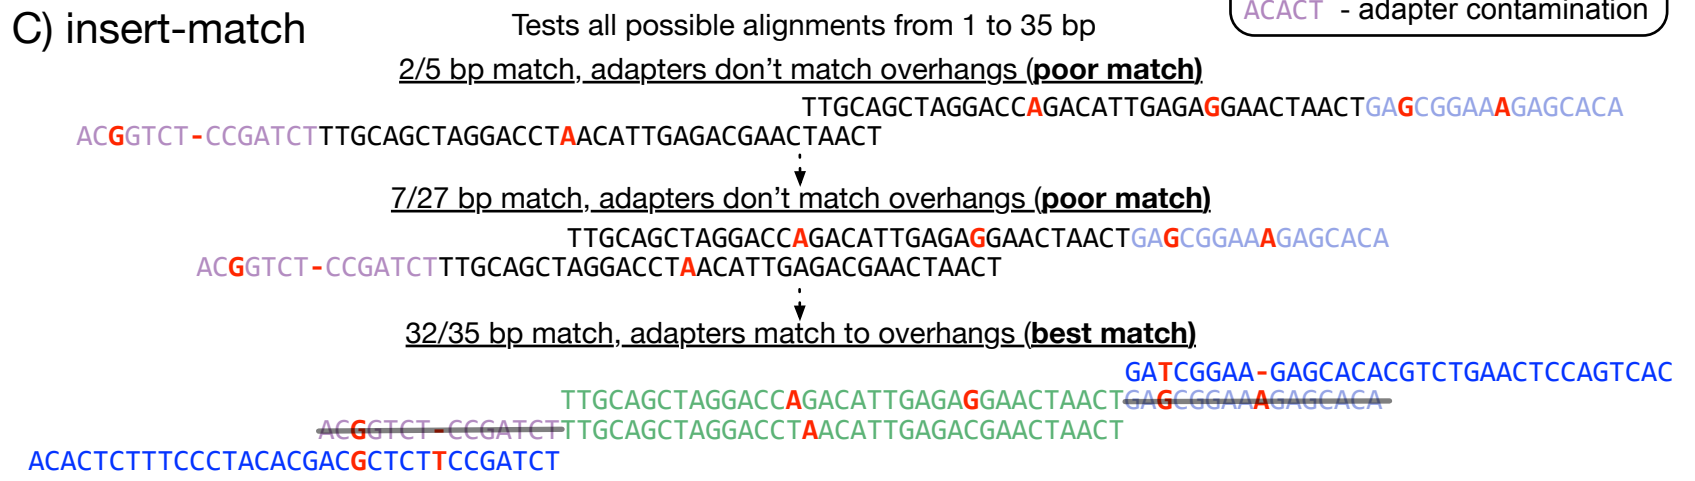 ACACT - adapter contamination
C) insert-match
Tests all possible alignments from 1 to 35 bp
2/5 bp match, adapters don't match overhangs (poor match)
TTGCAGCTAGGACCAGACATTGAGAGGAACTAACTGAGCGGAAAGAGCACA
ACGGTCT-CCGATCTTTGCAGCTAGGACCTAACATTGAGACGAACTAACT
7/27 bp match, adapters don't match overhangs (poor match)
TTGCAGCTAGGACCAGACATTGAGAGGAACTAACTGAGCGGAAAGAGCACA
ACGGTCT-CCGATCTTTGCAGCTAGGACCTAACATTGAGACGAACTAACT
32/35 bp match, adapters match to overhangs (best match)
GATCGGAA-GAGCACACGTCTGAACTCCAGTCAC
TTGCAGCTAGGACCAGACATTGAGAGGAACTAACTGAGCGGAAAGAGCACA
ACGGTCT-CCGATCTTTGCAGCTAGGACCTAACATTGAGACGAACTAACT
ACACTCTTTCCCTACACGACGCTCTTCCGATCT